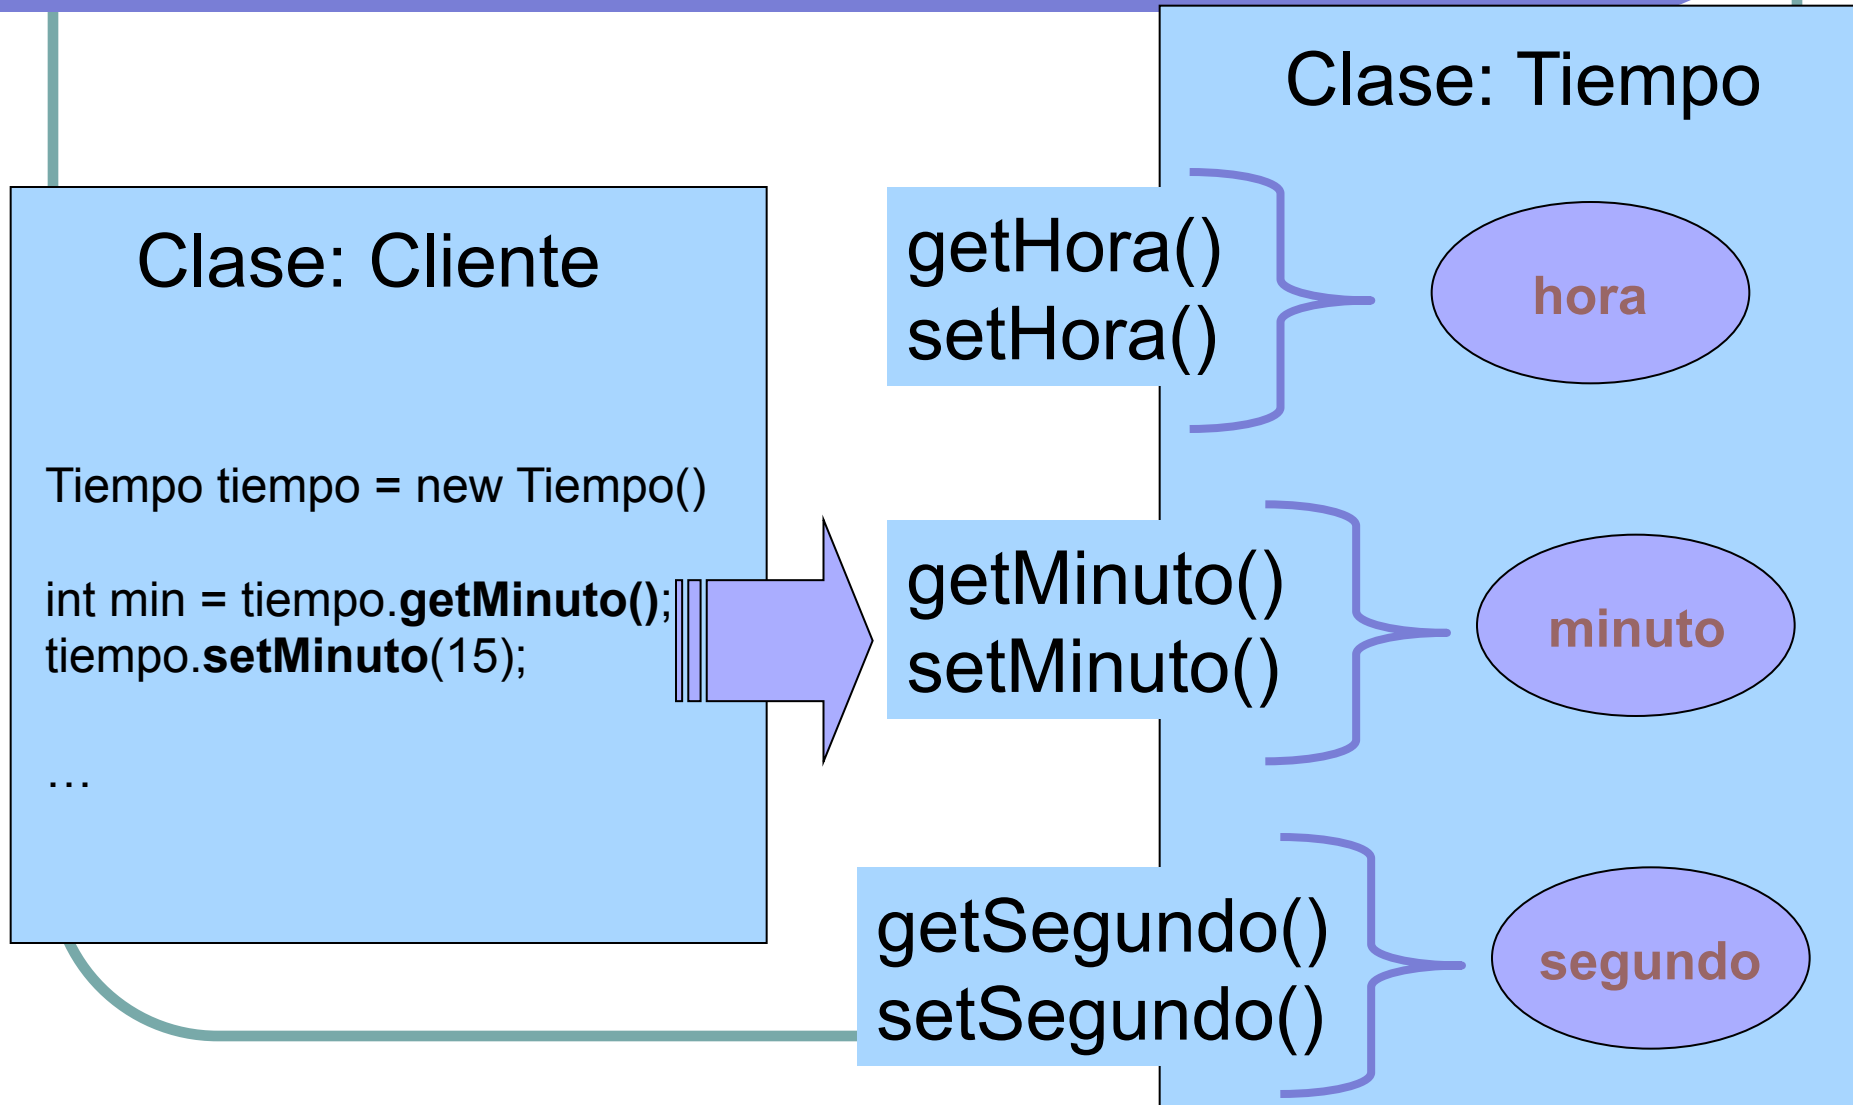 Clase: Cliente
Tiempo tiempo = new Tiempo()
int min = tiempo.getMinuto();
tiempo.setMinuto(15);
…
Clase: Tiempo
getHora()
setHora()
hora
getMinuto()
setMinuto()
minuto
getSegundo()
setSegundo()
segundo